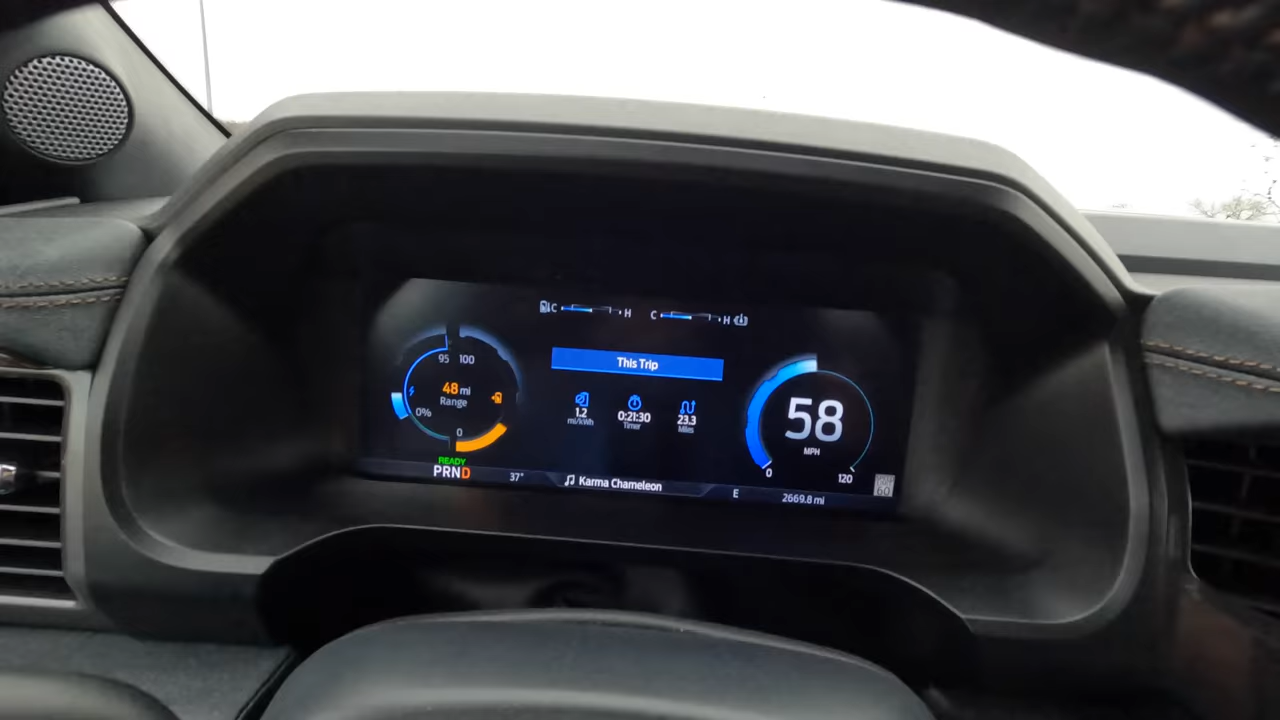 C H C H
This Trip
95 100
48 mi
Range
0%
0
1.2
mi/kWh
0:21:30
Timer
23.3
Miles
58
MPH
0 120
READY
PRND
37°
Karma Chameleon
E
2669.8 mi
60